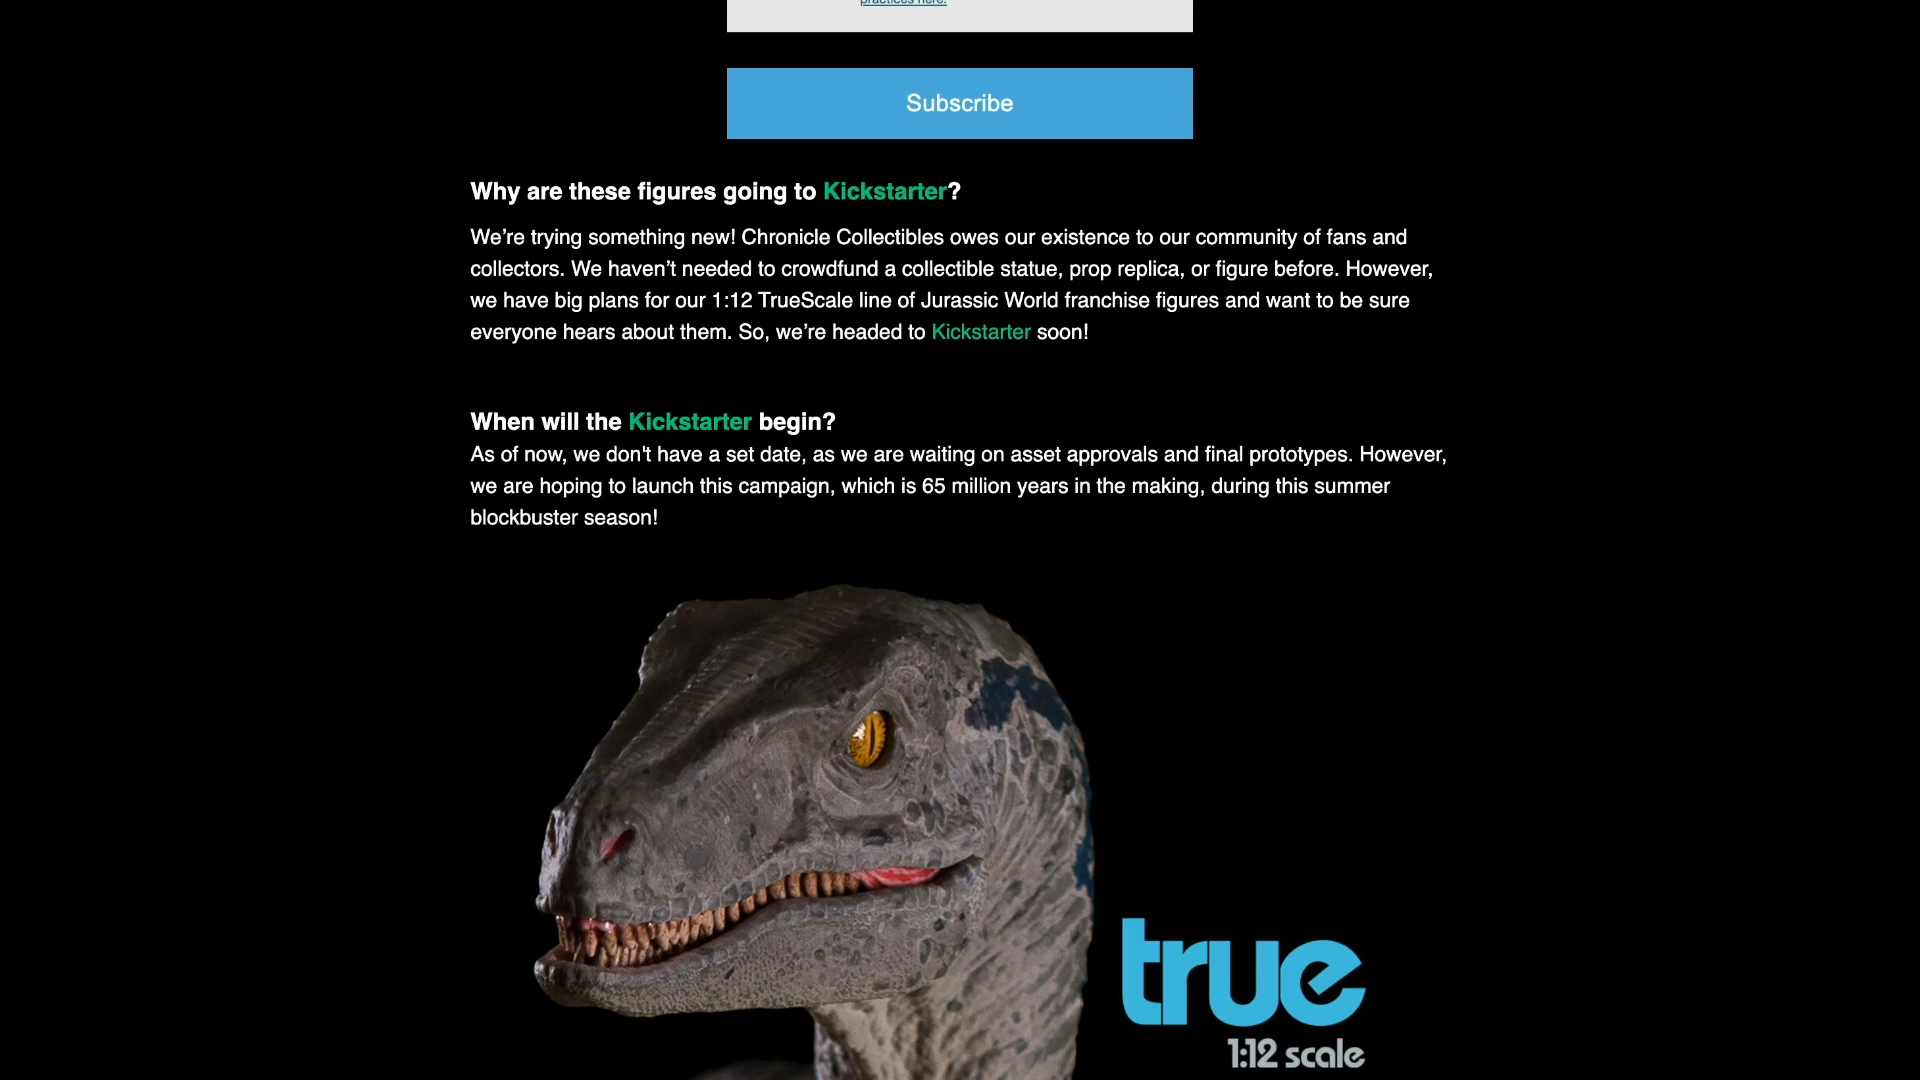 practices here.
Subscribe
Why are these figures going to Kickstarter?
We’re trying something new! Chronicle Collectibles owes our existence to our community of fans and
collectors. We haven’t needed to crowdfund a collectible statue, prop replica, or figure before. However,
we have big plans for our 1:12 TrueScale line of Jurassic World franchise figures and want to be sure
everyone hears about them. So, we’re headed to Kickstarter soon!
When will the Kickstarter begin?
As of now, we don't have a set date, as we are waiting on asset approvals and final prototypes. However,
we are hoping to launch this campaign, which is 65 million years in the making, during this summer
blockbuster season!
true
1:12 scale